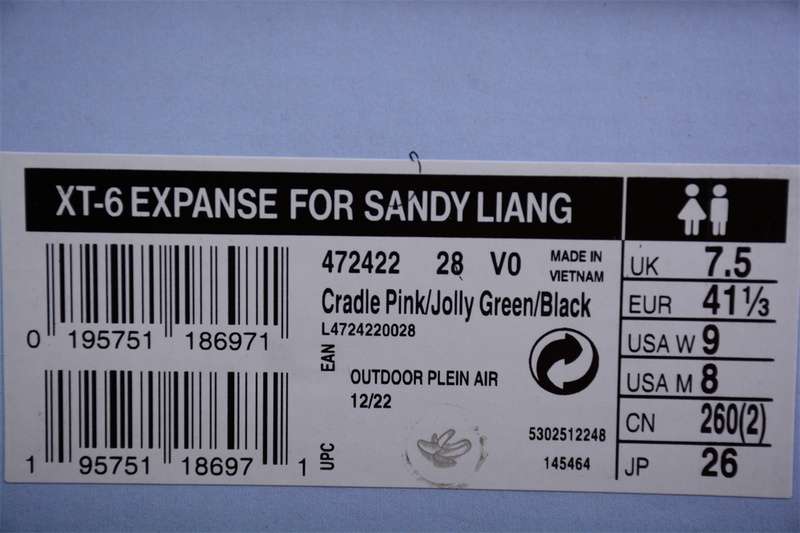 XT-6 EXPANSE FOR SANDY LIANG
472422 28 V0
MADE IN
VIETNAM
Cradle Pink/Jolly Green/Black
L4724220028
0 195751 186971
EAN
OUTDOOR PLEIN AIR
12/22
5302512248
145464
1 95751 18697 1
UPC
UK 7.5
EUR 41 1/3
USA W 9
USA M 8
CN 260(2)
JP 26